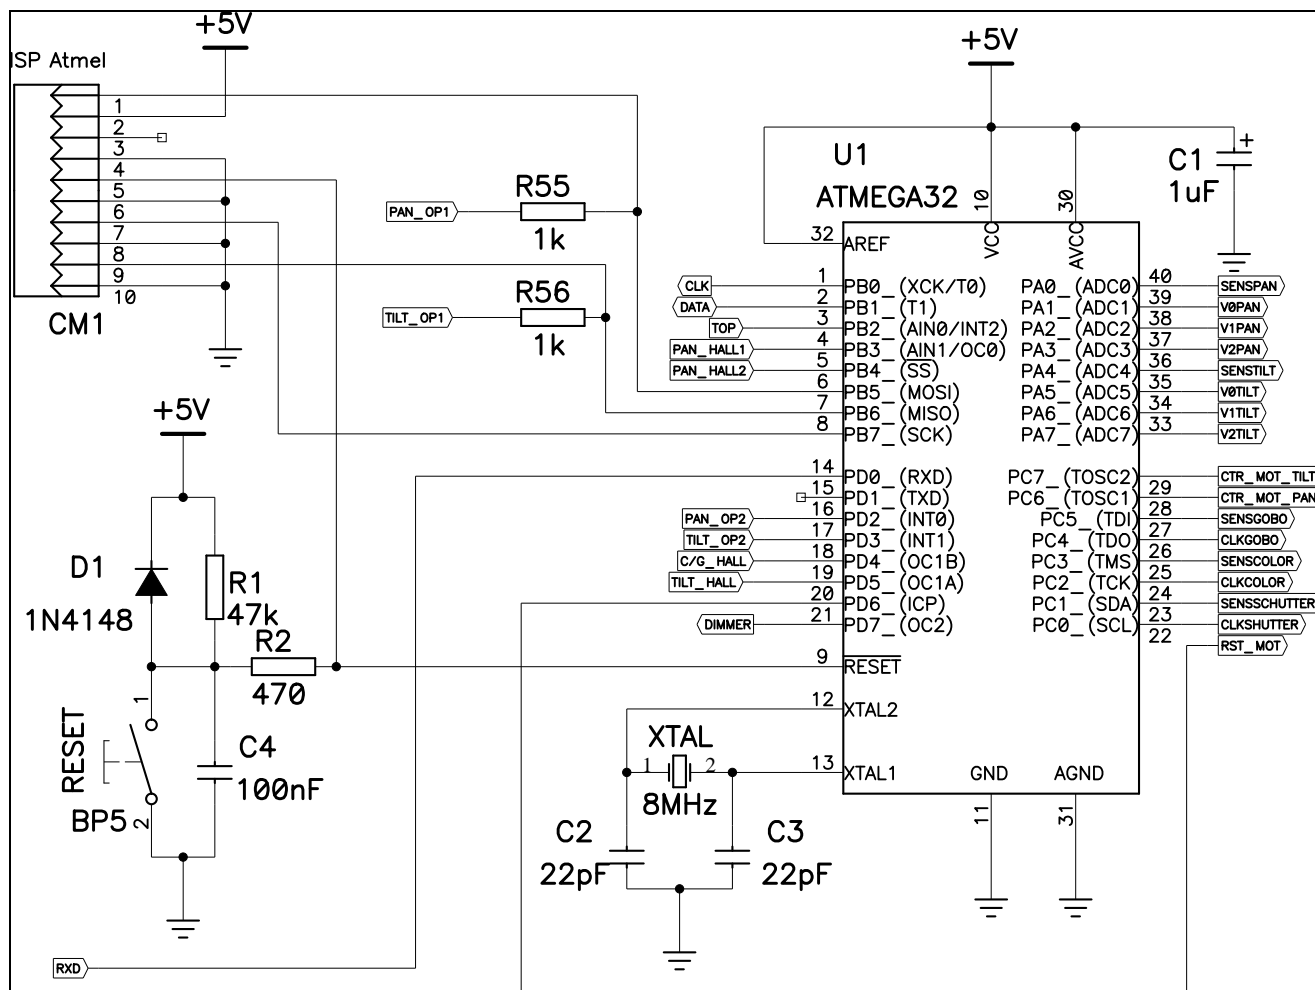 +5V
ISP Atmel
1
2
3
4
5
6
7
8
9
10
CM1
PAN_OP1
R55
1k
TILT_OP1
R56
1k
+5V
D1
1N4148
R1
47k
R2
470
RESET
1
2
BP5
C4
100nF
RXD
+5V
U1
ATMEGA32
C1
+
1uF
10
VCC
30
AVCC
32 AREF
CLK 1 PB0_(XCK/T0)
DATA 2 PB1_(T1)
TOP 3 PB2_(AIN0/INT2)
PAN_HALL1 4 PB3_(AIN1/OC0)
PAN_HALL2 5 PB4_(SS)
6 PB5_(MOSI)
7 PB6_(MISO)
8 PB7_(SCK)
14 PD0_(RXD)
15 PD1_(TXD)
PAN_OP2 16 PD2_(INT0)
TILT_OP2 17 PD3_(INT1)
C/G_HALL 18 PD4_(OC1B)
TILT_HALL 19 PD5_(OC1A)
20 PD6_(ICP)
DIMMER 21 PD7_(OC2)
9 RESET
12 XTAL2
13 XTAL1
PA0_(ADC0) 40 SENSPAN
PA1_(ADC1) 39 V0PAN
PA2_(ADC2) 38 V1PAN
PA3_(ADC3) 37 V2PAN
PA4_(ADC4) 36 SENSTILT
PA5_(ADC5) 35 V0TILT
PA6_(ADC6) 34 V1TILT
PA7_(ADC7) 33 V2TILT
PC7_(TOSC2) CTR_MOT_TILT
PC6_(TOSC1) 29 CTR_MOT_PAN
PC5_(TDI) 28 SENSGOBO
PC4_(TDO) 27 CLKGOBO
PC3_(TMS) 26 SENSCOLOR
PC2_(TCK) 25 CLKCOLOR
PC1_(SDA) 24 SENSSCHUTTER
PC0_(SCL) 23 CLKSHUTTER
22 RST_MOT
GND
11
AGND
31
XTAL
1 2
8MHz
C2
22pF
C3
22pF